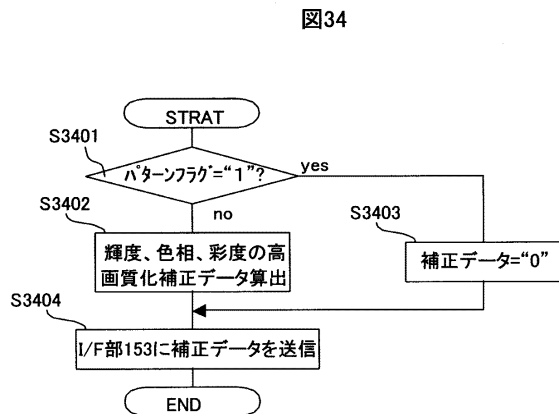 図34
STRAT
S3401
ﾊﾟﾀｰﾝﾌﾗｸﾞ="1"?
yes
S3402
no
S3403
輝度、色相、彩度の高
画質化補正データ算出
補正データ="0"
S3404
I/F部153に補正データを送信
END